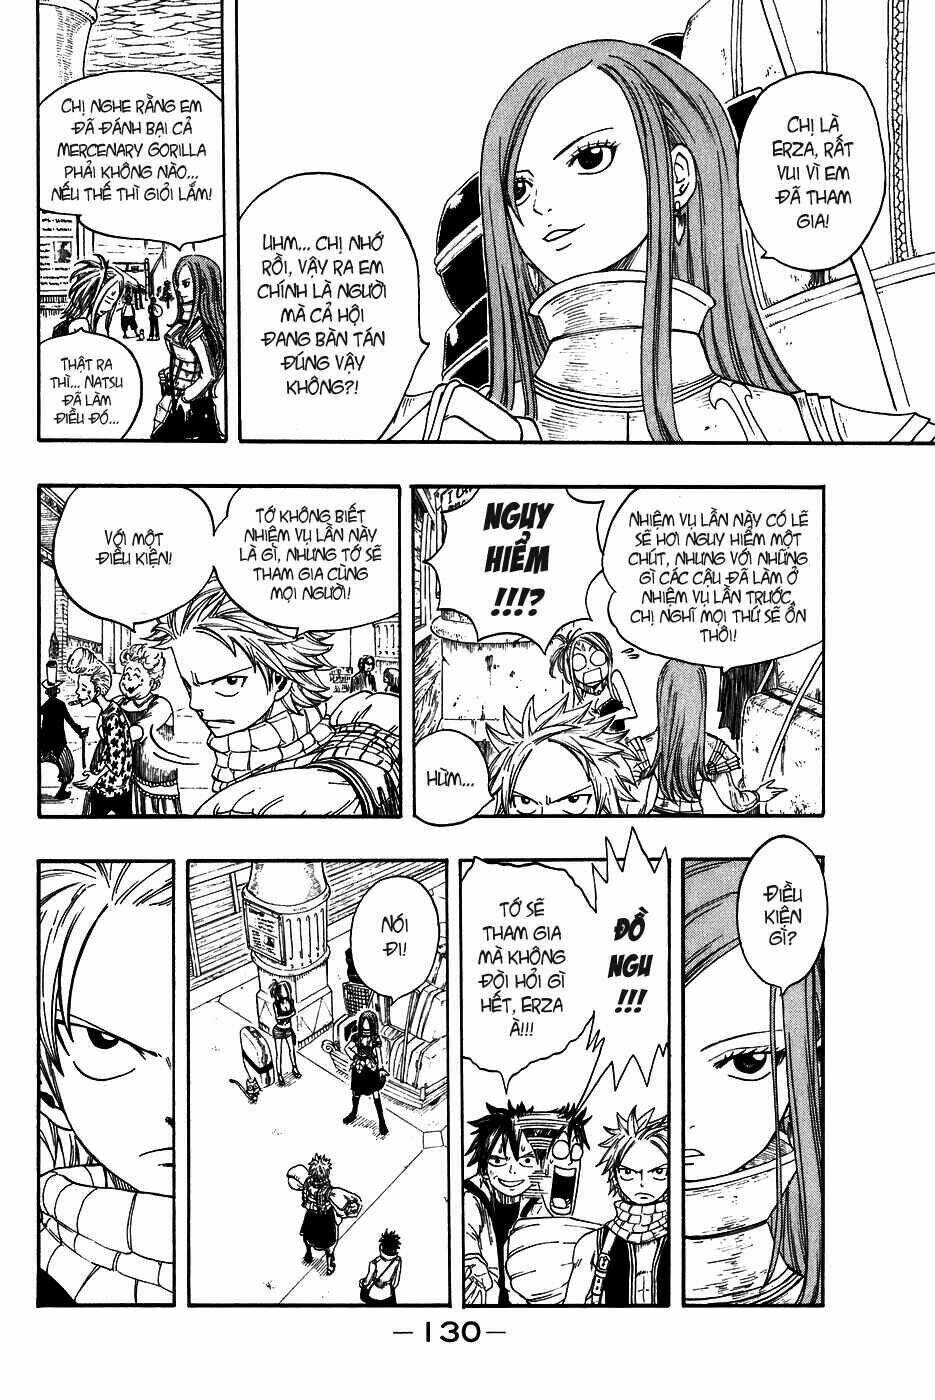 CHỊ LÀ
ERZA, RẤT
VUI VÌ EM
ĐÃ THAM
GIA!
UHM... CHỊ NHỚ
RỒI, VẬY RA EM
CHÍNH LÀ NGƯỜI
MÀ CẢ HỘI
ĐANG BÀN TÁN
ĐÚNG VẬY
KHÔNG?!
CHỊ NGHE RẰNG EM
ĐÃ ĐÁNH BẠI CẢ
MERCENARY GORILLA
PHẢI KHÔNG NÀO...
NẾU THẾ THÌ GIỎI LẮM!
THẬT RA
THÌ... NATSU
ĐÃ LÀM
ĐIỀU ĐÓ...
NHIỆM VỤ LẦN NÀY CÓ LẼ
SẼ HƠI NGUY HIỂM MỘT
CHÚT, NHƯNG VỚI NHỮNG
GÌ CÁC CẬU ĐÃ LÀM Ở
NHIỆM VỤ LẦN TRƯỚC,
CHỊ NGHĨ MỌI THỨ SẼ ỔN
THÔI!
NGUY
HIỂM
!!!?
HỪM...
TỚ KHÔNG BIẾT
NHIỆM VỤ LẦN NÀY
LÀ GÌ, NHƯNG TỚ SẼ
THAM GIA CÙNG
MỌI NGƯỜI!
VỚI MỘT
ĐIỀU KIỆN!
ĐIỀU
KIỆN
GÌ?
ĐỒ
NGU
!!!
TỚ SẼ
THAM GIA
MÀ KHÔNG
ĐÒI HỎI GÌ
HẾT, ERZA
À!!!
NÓI
ĐI!
—130—